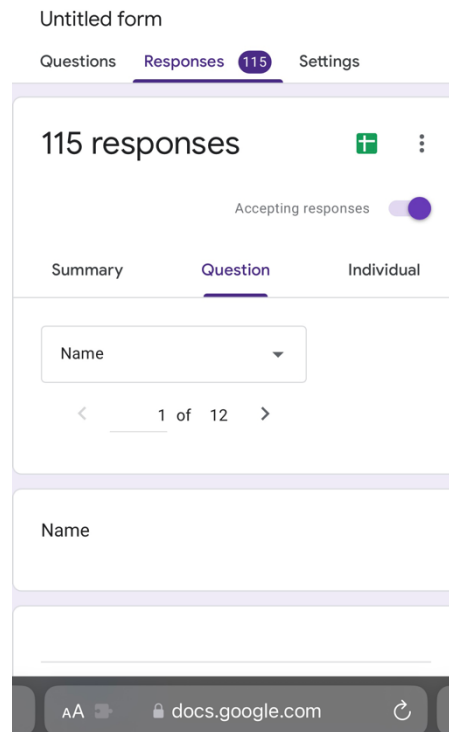 Untitled form
Questions Responses 115 Settings
115 responses
Accepting responses
Summary Question Individual
Name
1 of 12
Name
AA docs.google.com